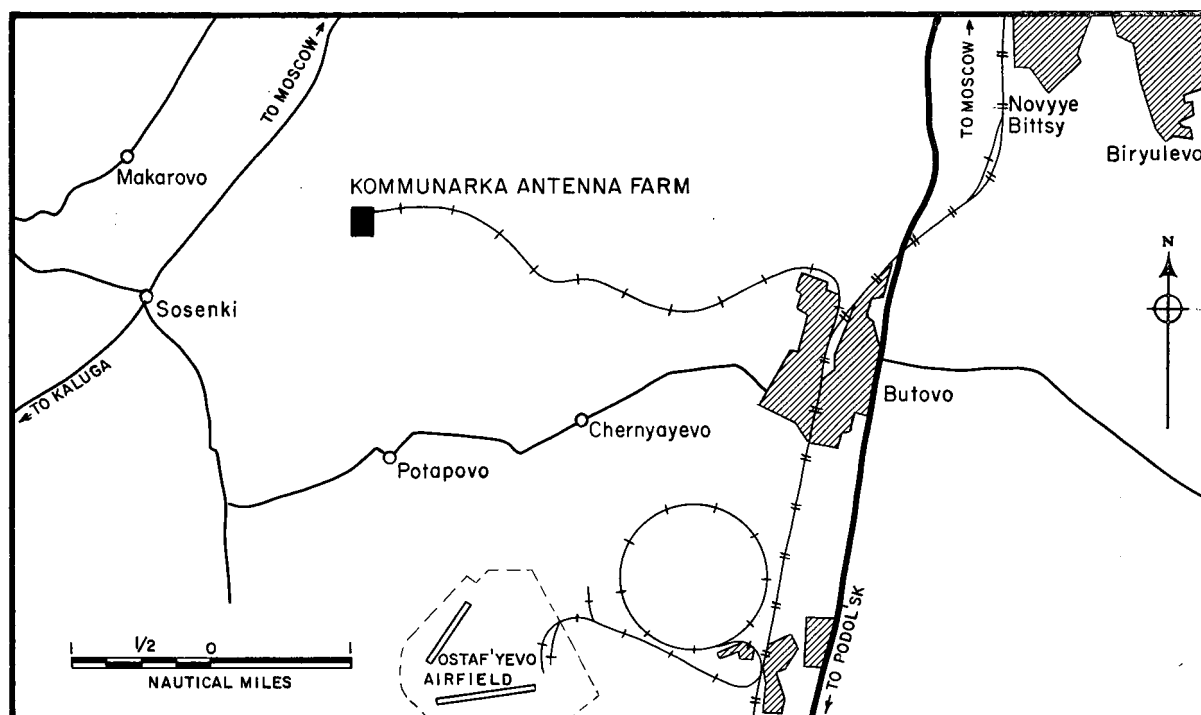 TO MOSCOW
TO MOSCOW
Novyye
Bittsy
Biryulevo
Makarovo
KOMMUNARKA ANTENNA FARM
N
Sosenki
TO KALUGA
Butovo
Chernyayevo
Potapovo
TO PODOL'SK
OSTAF'YEVO
AIRFIELD
1 1/2 0 1
NAUTICAL MILES